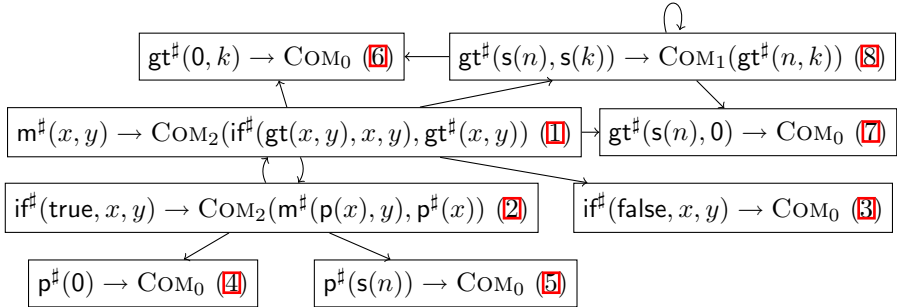 gt♯(0, k) → Com₀ (6)
gt♯(s(n), s(k)) → Com₁(gt♯(n, k)) (8)
m♯(x, y) → Com₂(if♯(gt(x, y), x, y), gt♯(x, y)) (1)
gt♯(s(n), 0) → Com₀ (7)
if♯(true, x, y) → Com₂(m♯(p(x), y), p♯(x)) (2)
if♯(false, x, y) → Com₀ (3)
p♯(0) → Com₀ (4)
p♯(s(n)) → Com₀ (5)